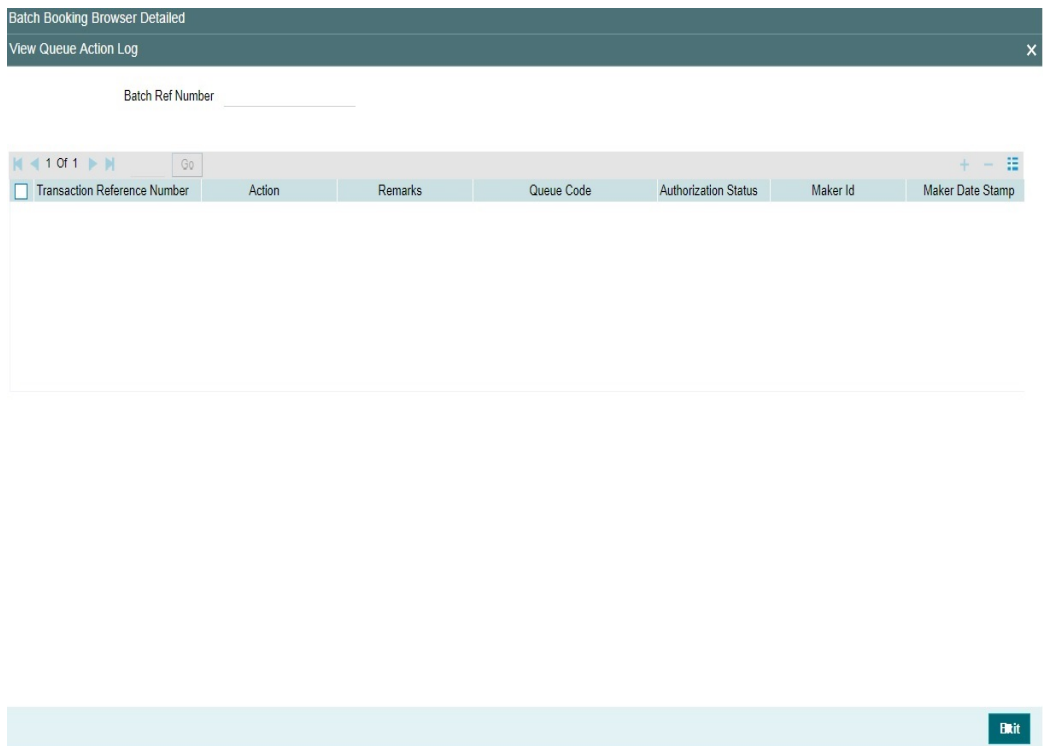 Batch Booking Browser Detailed
View Queue Action Log
Batch Ref Number
1 Of 1 Go
Transaction Reference Number Action Remarks Queue Code Authorization Status Maker Id Maker Date Stamp